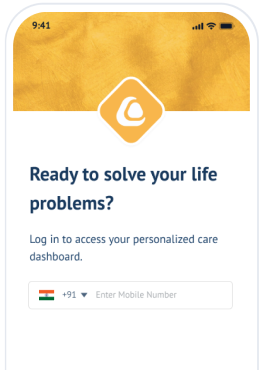 9:41
Ready to solve your life
problems?
Log in to access your personalized care
dashboard.
+91 Enter Mobile Number